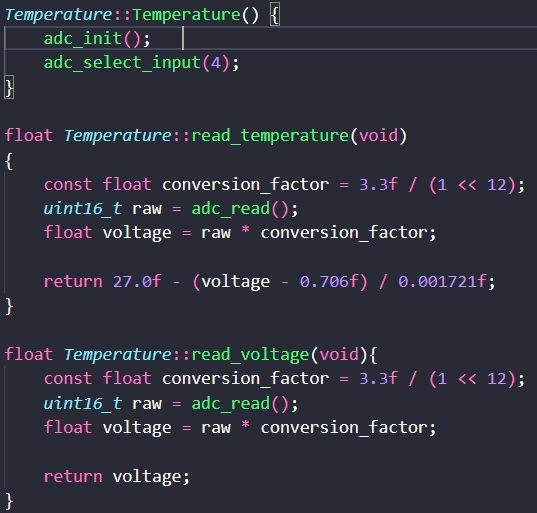 Temperature::Temperature() {
    adc_init();
    adc_select_input(4);
}

float Temperature::read_temperature(void)
{
    const float conversion_factor = 3.3f / (1 << 12);
    uint16_t raw = adc_read();
    float voltage = raw * conversion_factor;

    return 27.0f - (voltage - 0.706f) / 0.001721f;
}

float Temperature::read_voltage(void){
    const float conversion_factor = 3.3f / (1 << 12);
    uint16_t raw = adc_read();
    float voltage = raw * conversion_factor;

    return voltage;
}